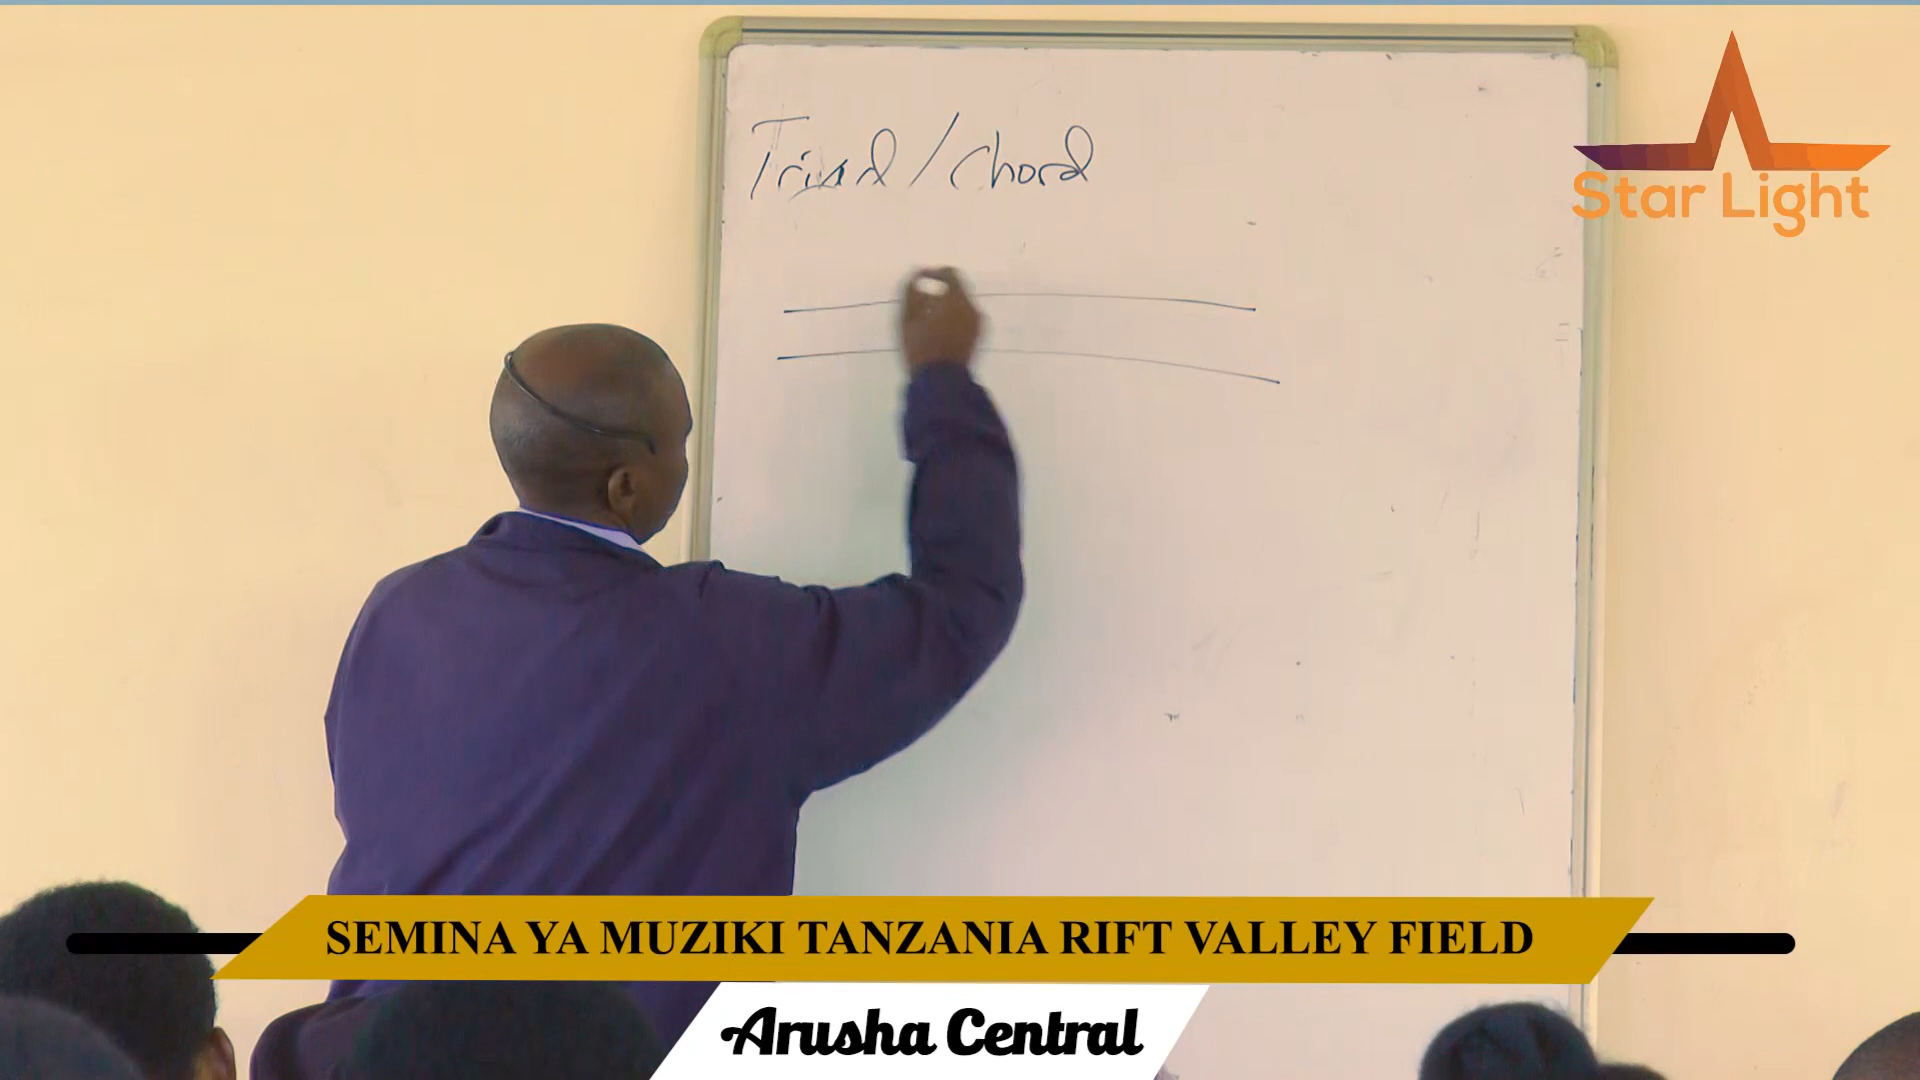 Triad / chord
Star Light
SEMINA YA MUZIKI TANZANIA RIFT VALLEY FIELD
Arusha Central